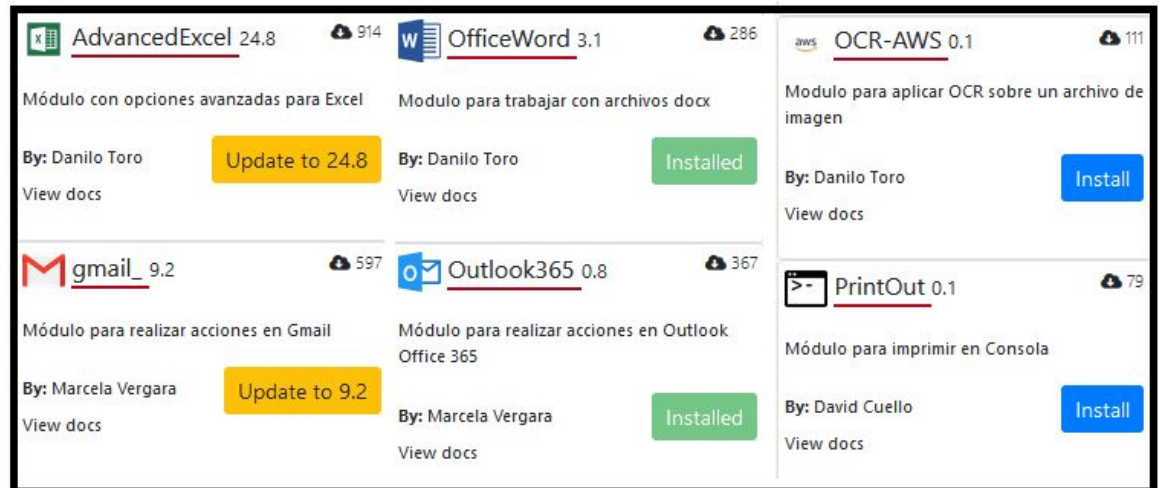 AdvancedExcel 24.8
914
Módulo con opciones avanzadas para Excel
By: Danilo Toro
Update to 24.8
View docs
OfficeWord 3.1
286
Modulo para trabajar con archivos docx
By: Danilo Toro
Installed
View docs
aws
OCR-AWS 0.1
111
Modulo para aplicar OCR sobre un archivo de
imagen
By: Danilo Toro
Install
View docs
gmail_ 9.2
597
Módulo para realizar acciones en Gmail
By: Marcela Vergara
Update to 9.2
View docs
Outlook365 0.8
367
Módulo para realizar acciones en Outlook
Office 365
By: Marcela Vergara
Installed
View docs
PrintOut 0.1
79
Módulo para imprimir en Consola
By: David Cuello
Install
View docs